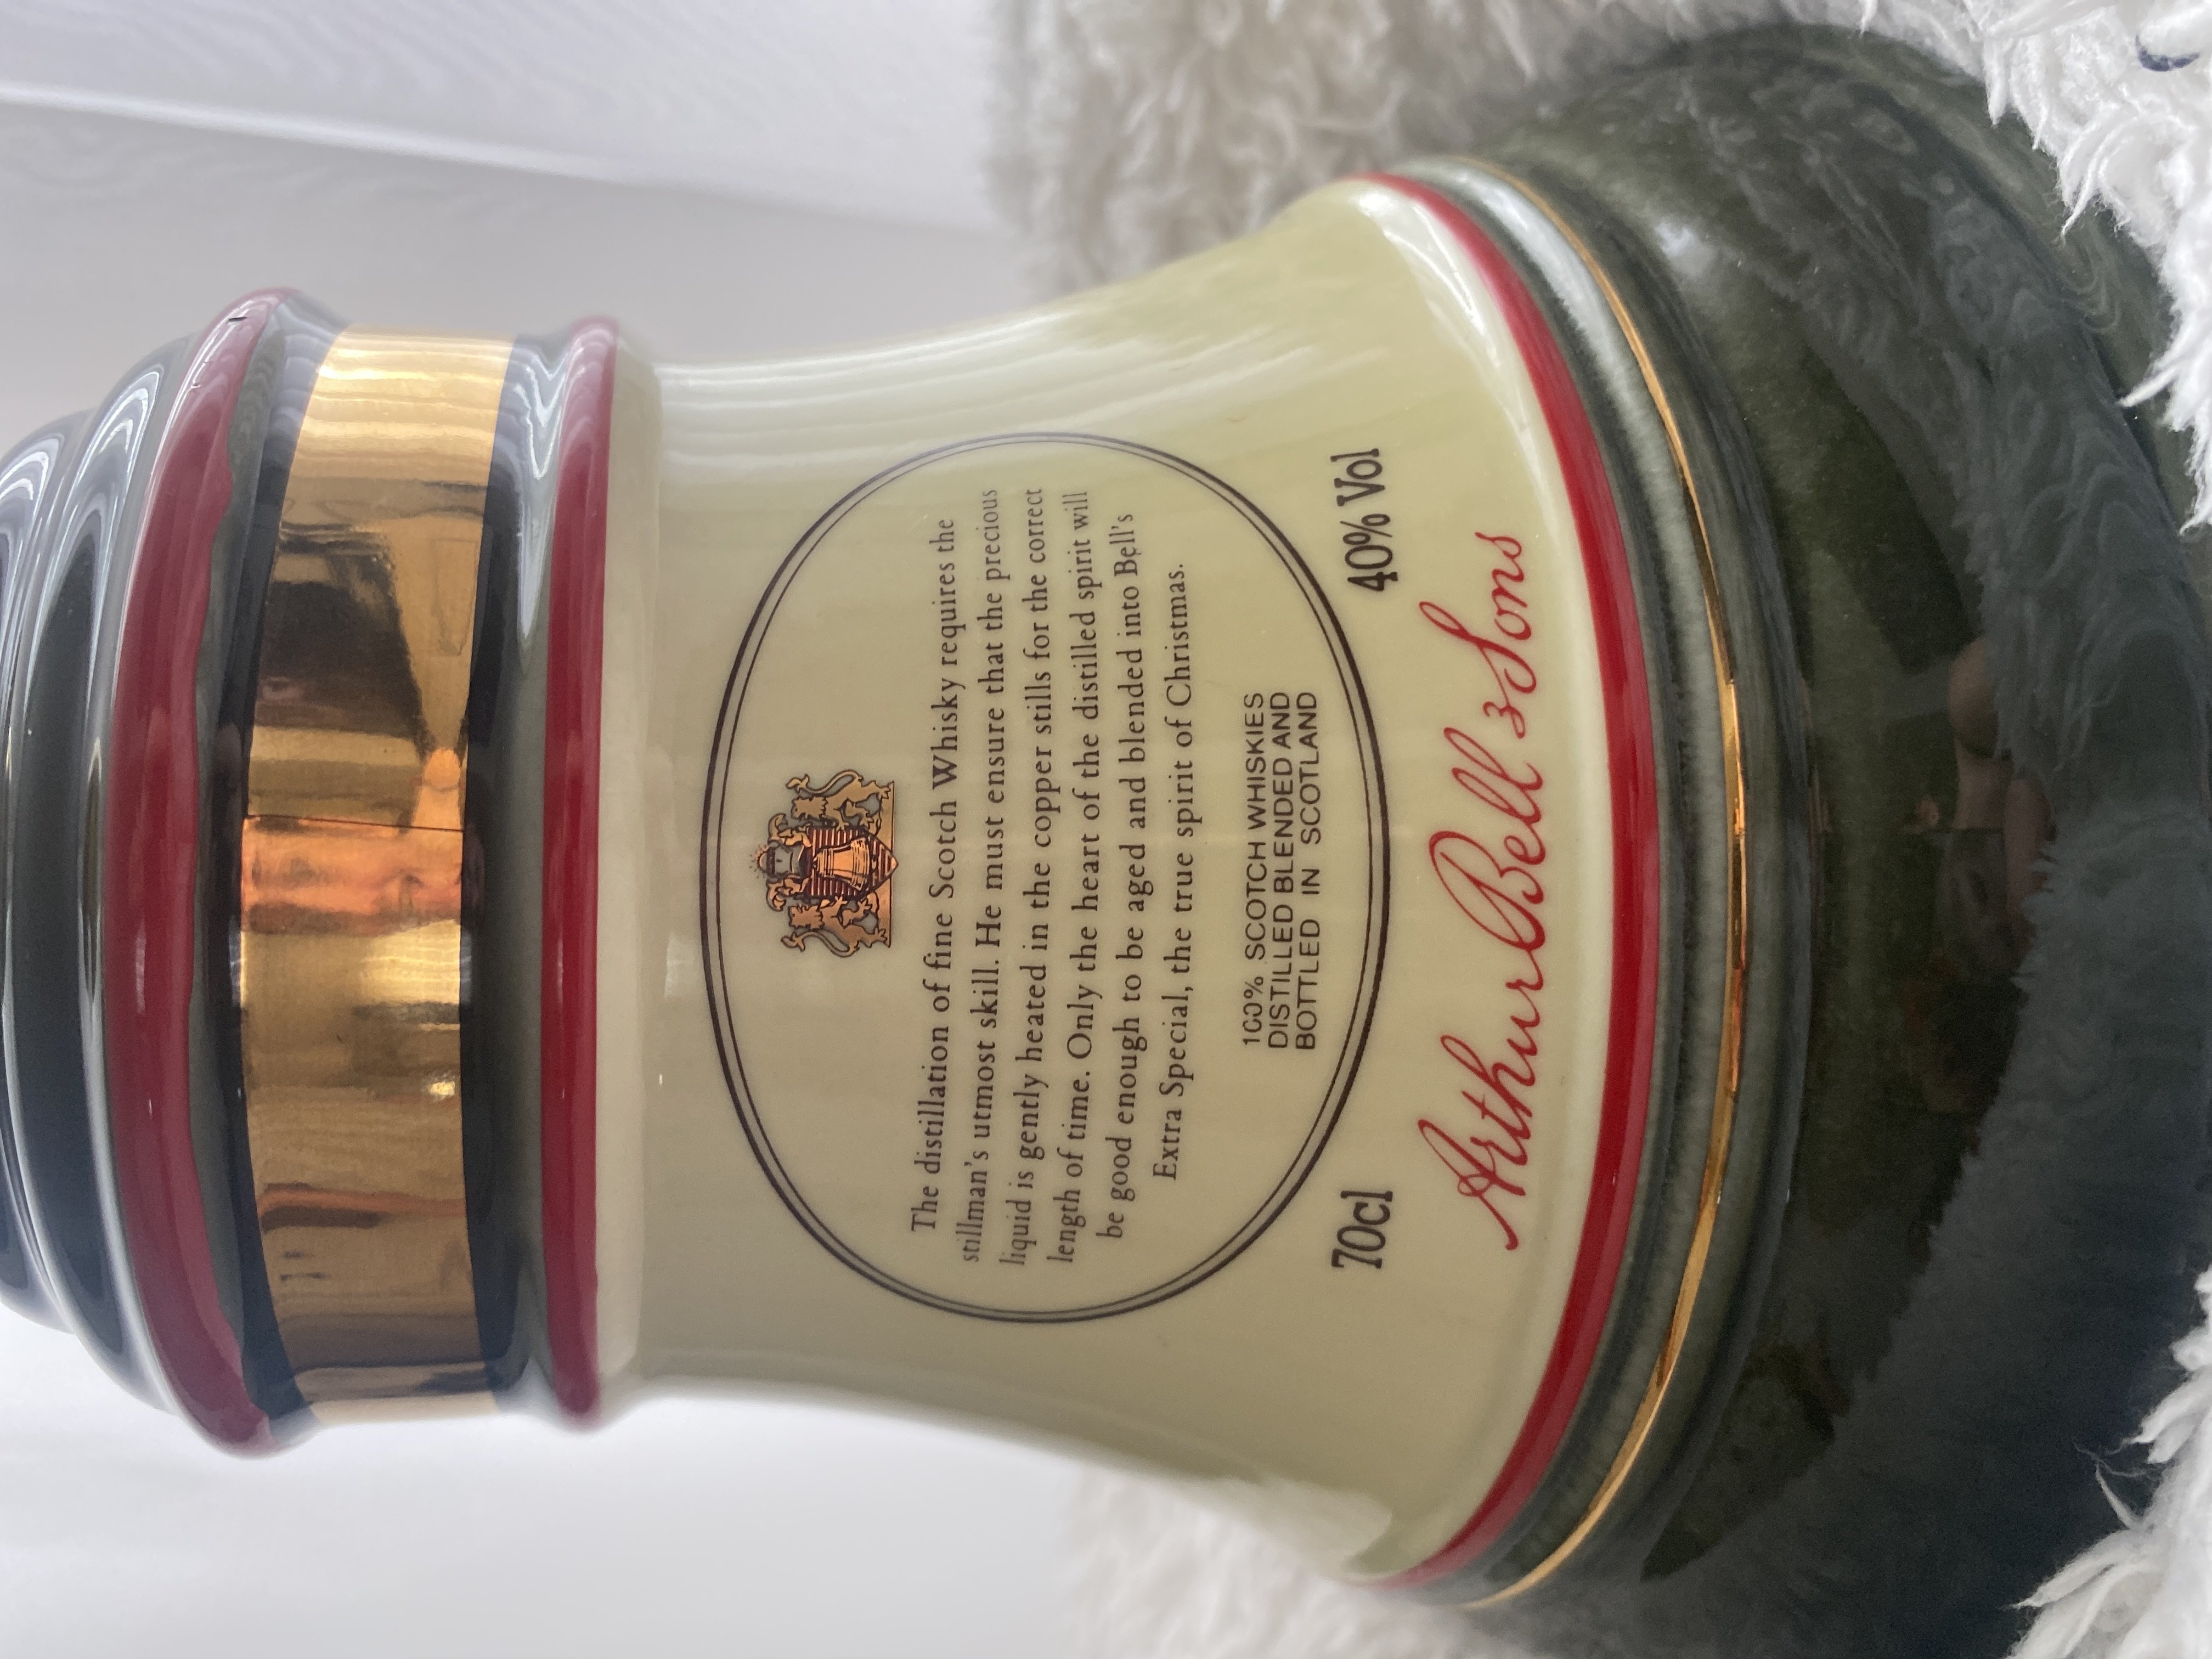 The distillation of fine Scotch Whisky requires the
stillman's utmost skill. He must ensure that the precious
liquid is gently heated in the copper stills for the correct
length of time. Only the heart of the distilled spirit will
be good enough to be aged and blended into Bell's
Extra Special, the true spirit of Christmas.
100% SCOTCH WHISKIES
DISTILLED BLENDED AND
BOTTLED IN SCOTLAND
70cl 40% Vol
Arthur Bell & Sons